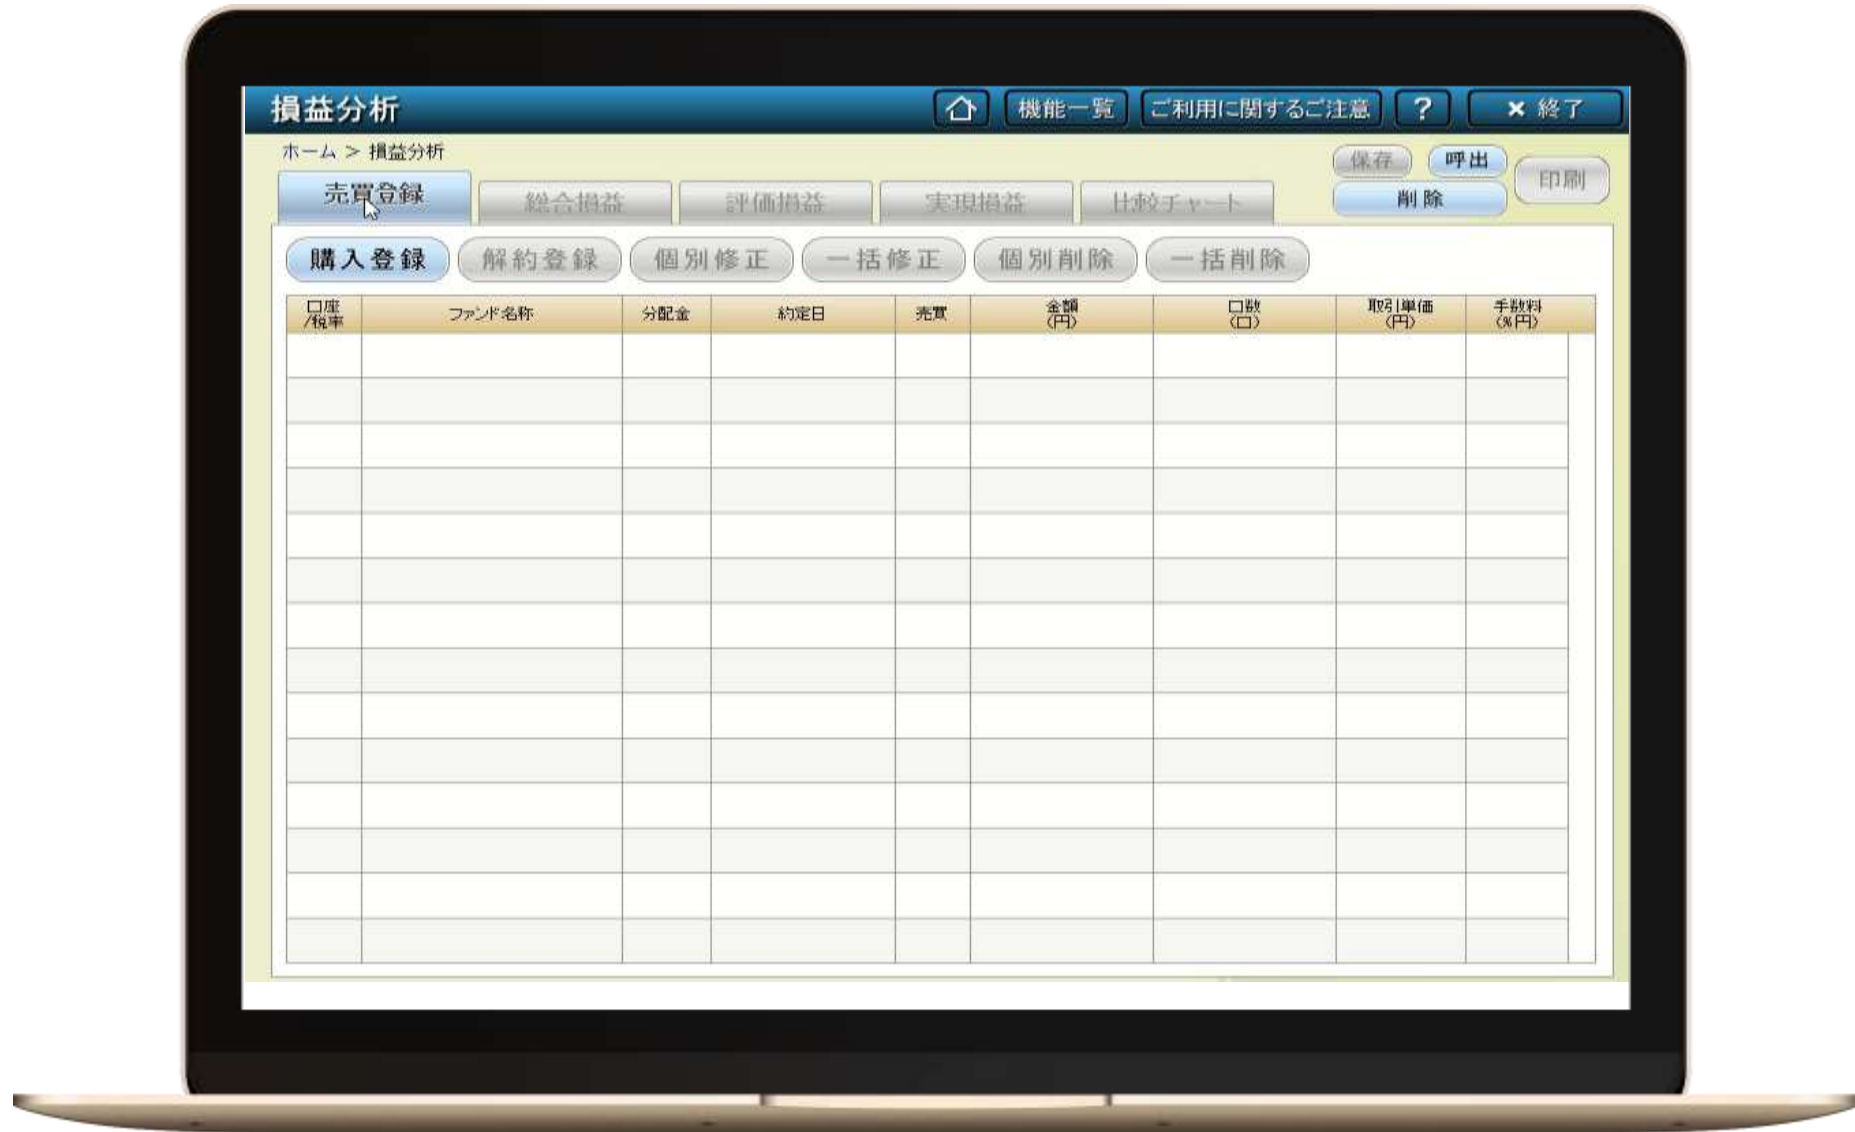 損益分析
機能一覧 ご利用に関するご注意 ? × 終了
ホーム > 損益分析
保存 呼出 印刷
売買登録 総合損益 評価損益 実現損益 比較チャート 削除
購入登録 解約登録 個別修正 一括修正 個別削除 一括削除
口座/税率 ファンド名称 分配金 約定日 売買 金額(円) 口数(口) 取引単価(円) 手数料(%円)